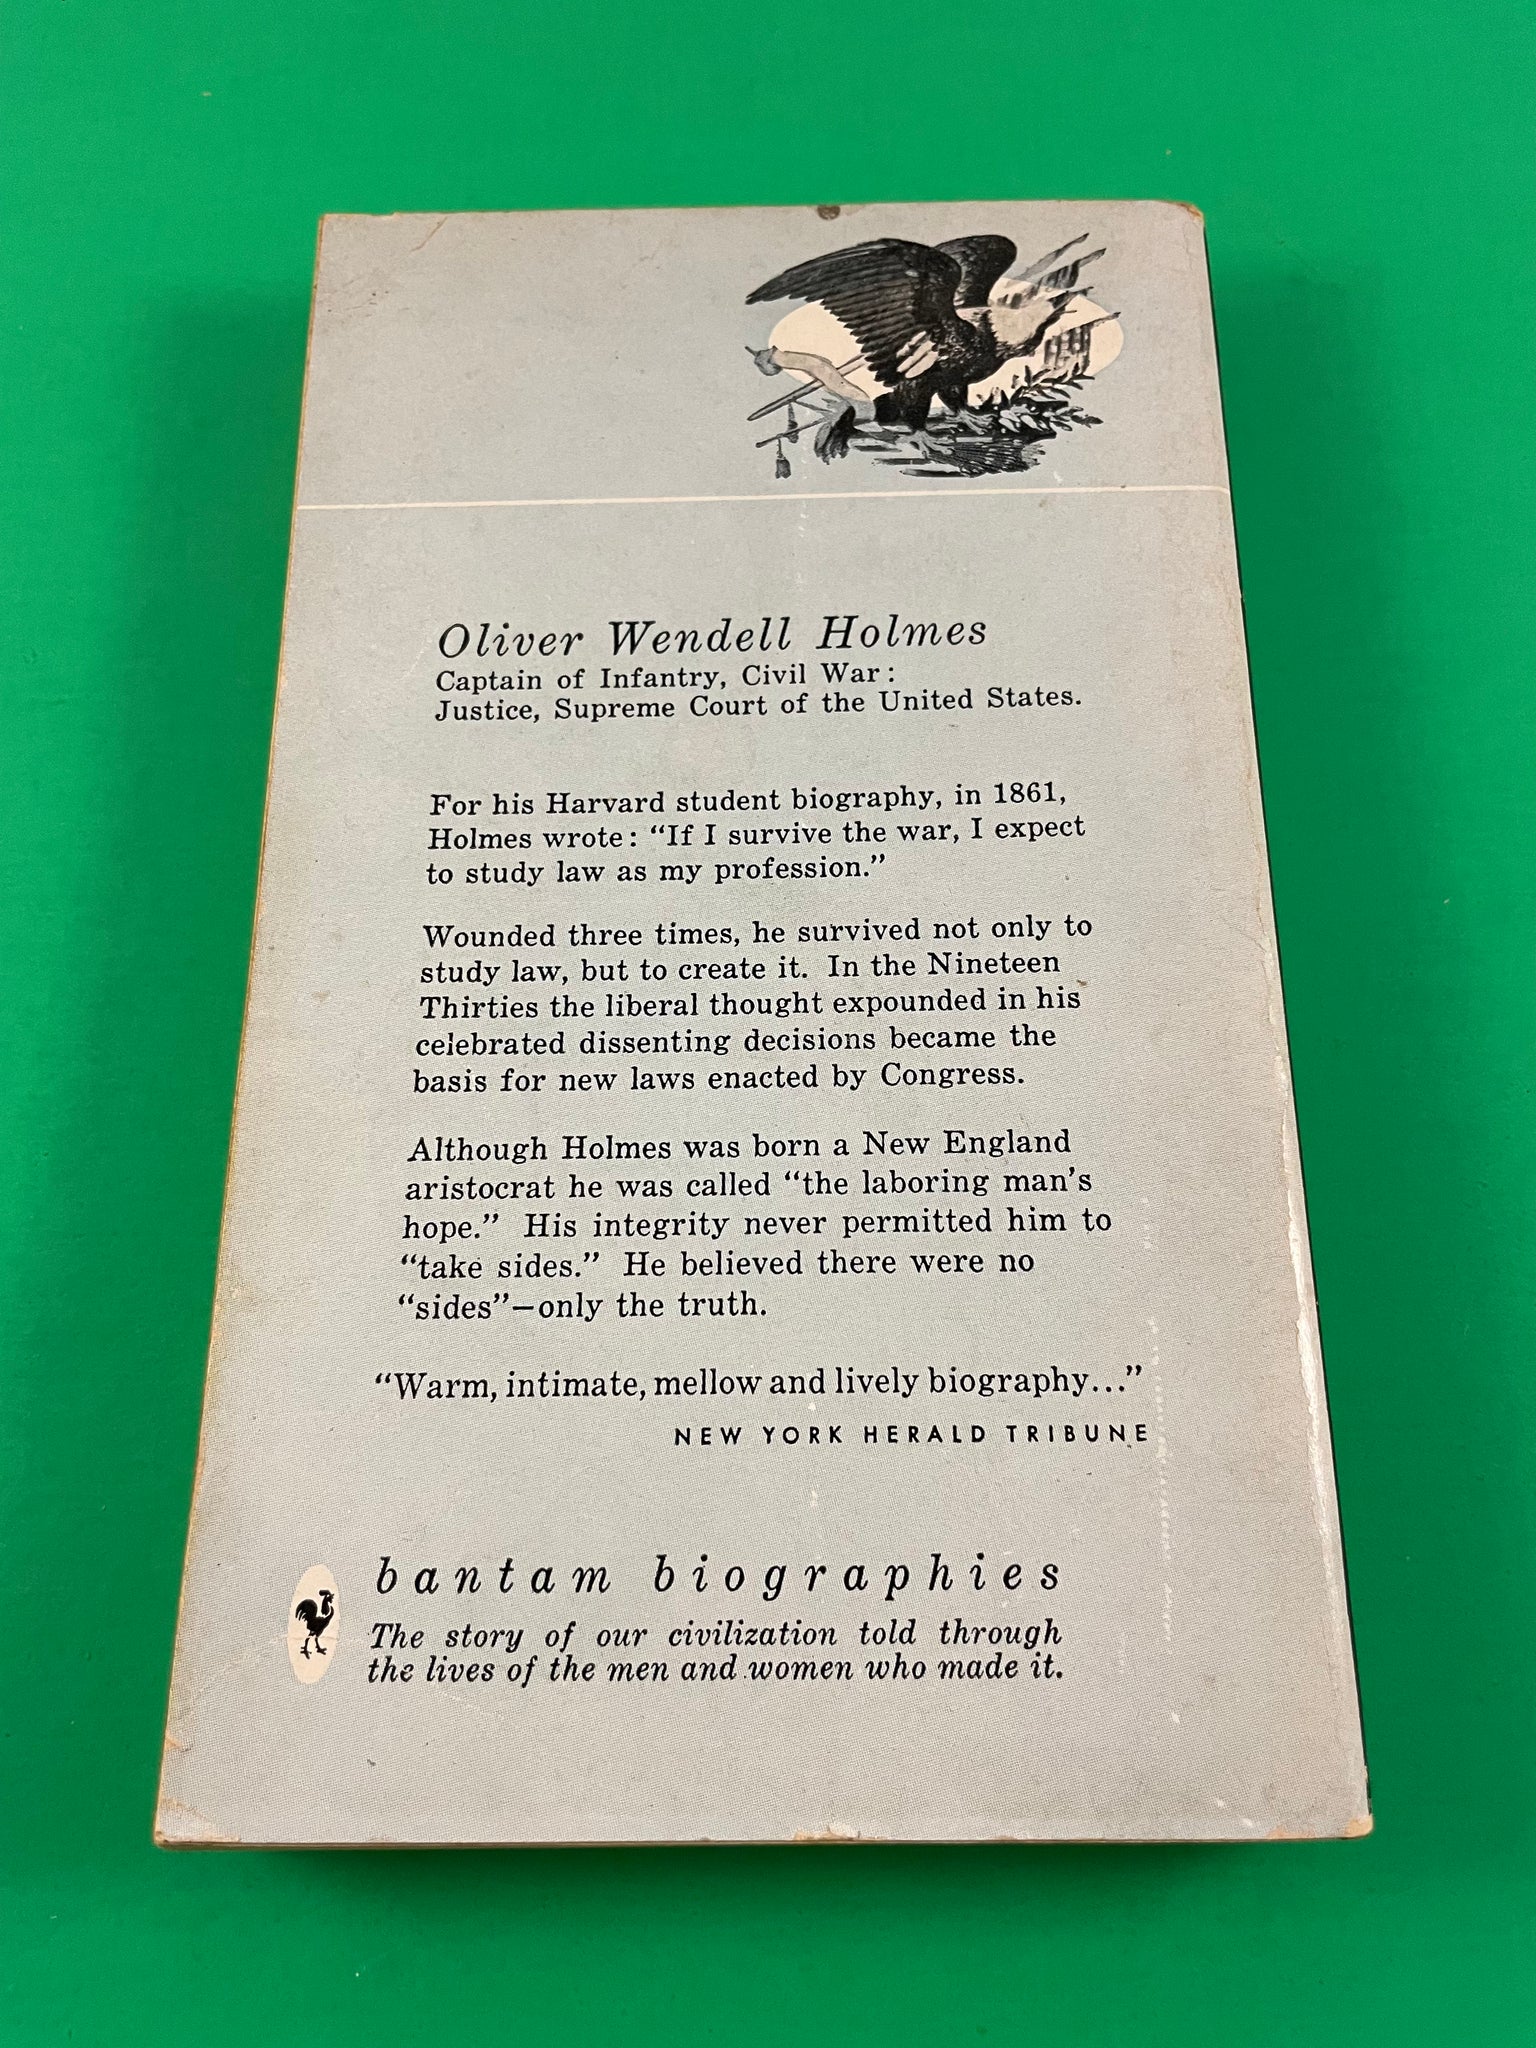 Oliver Wendell Holmes
Captain of Infantry, Civil War:
Justice, Supreme Court of the United States.
For his Harvard student biography, in 1861,
Holmes wrote: “If I survive the war, I expect
to study law as my profession.”
Wounded three times, he survived not only to
study law, but to create it. In the Nineteen
Thirties the liberal thought expounded in his
celebrated dissenting decisions became the
basis for new laws enacted by Congress.
Although Holmes was born a New England
aristocrat he was called “the laboring man's
hope.” His integrity never permitted him to
“take sides.” He believed there were no
“sides”—only the truth.
“Warm, intimate, mellow and lively biography...”
NEW YORK HERALD TRIBUNE
bantam biographies
The story of our civilization told through
the lives of the men and women who made it.